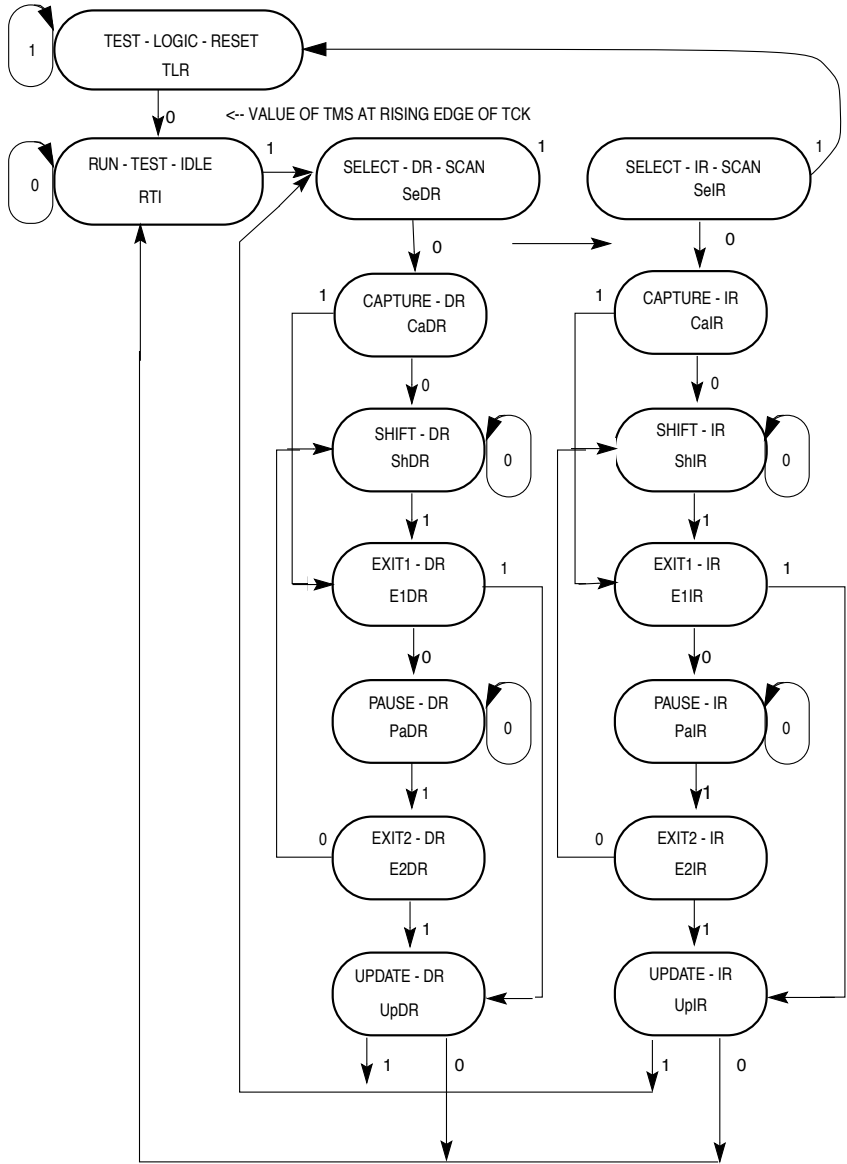 TEST - LOGIC - RESET
TLR
1
0
<-- VALUE OF TMS AT RISING EDGE OF TCK
RUN - TEST - IDLE
RTI
0
1
SELECT - DR - SCAN
SeDR
1
SELECT - IR - SCAN
SeIR
1
0
0
1
CAPTURE - DR
CaDR
1
CAPTURE - IR
CaIR
0
0
SHIFT - DR
ShDR
0
SHIFT - IR
ShIR
0
1
1
EXIT1 - DR
E1DR
1
EXIT1 - IR
E1IR
1
0
0
PAUSE - DR
PaDR
0
PAUSE - IR
PaIR
0
1
1
0
EXIT2 - DR
E2DR
0
EXIT2 - IR
E2IR
1
1
UPDATE - DR
UpDR
UPDATE - IR
UpIR
1
0
1
0